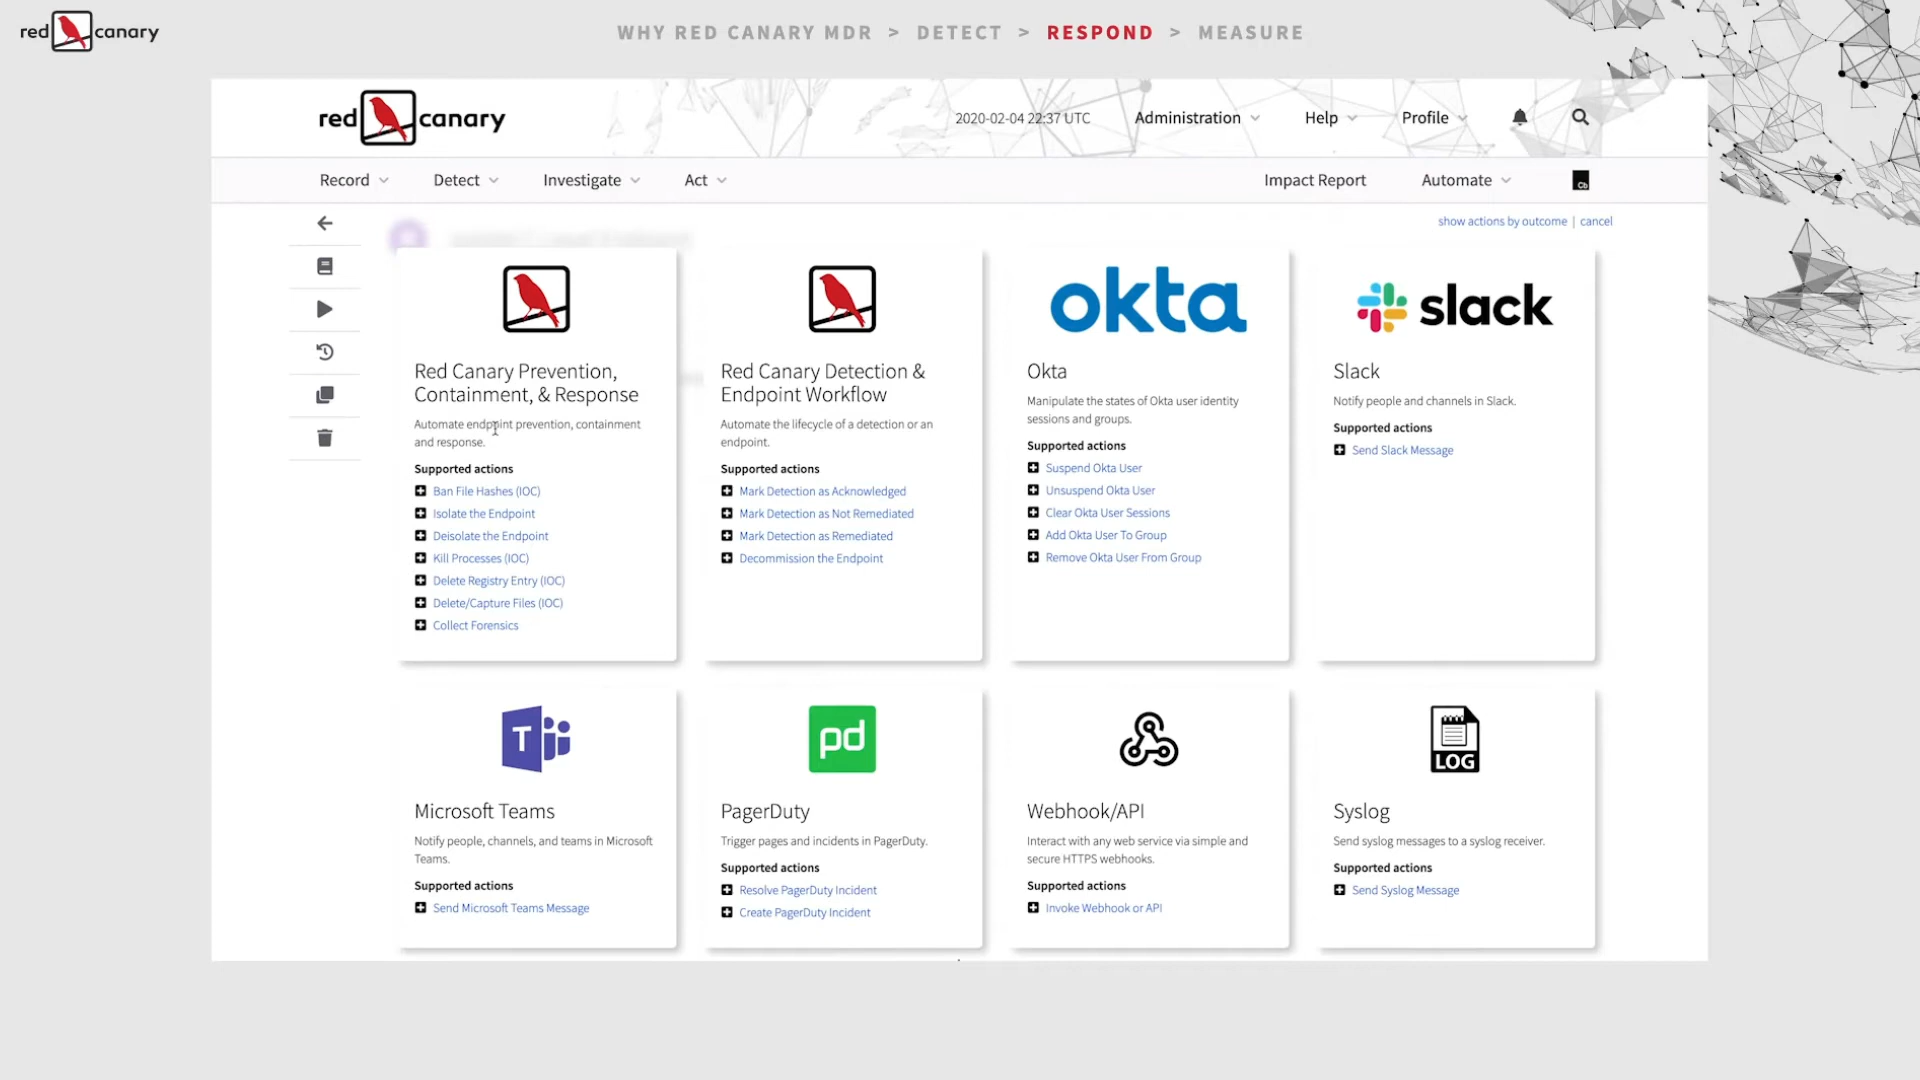 red canary
WHY RED CANARY MDR > DETECT > RESPOND > MEASURE
red canary
2020-02-04 22:37 UTC
Administration
Help
Profile
Record
Detect
Investigate
Act
Impact Report
Automate
Cb
show actions by outcome | cancel
Red Canary Prevention,
Containment, & Response
Automate endpoint prevention, containment
and response.
Supported actions
Ban File Hashes (IOC)
Isolate the Endpoint
Deisolate the Endpoint
Kill Processes (IOC)
Delete Registry Entry (IOC)
Delete/Capture Files (IOC)
Collect Forensics
Red Canary Detection &
Endpoint Workflow
Automate the lifecycle of a detection or an
endpoint.
Supported actions
Mark Detection as Acknowledged
Mark Detection as Not Remediated
Mark Detection as Remediated
Decommission the Endpoint
okta
Okta
Manipulate the states of Okta user identity
sessions and groups.
Supported actions
Suspend Okta User
Unsuspend Okta User
Clear Okta User Sessions
Add Okta User To Group
Remove Okta User From Group
slack
Slack
Notify people and channels in Slack.
Supported actions
Send Slack Message
T
Microsoft Teams
Notify people, channels, and teams in Microsoft
Teams.
Supported actions
Send Microsoft Teams Message
pd
PagerDuty
Trigger pages and incidents in PagerDuty.
Supported actions
Resolve PagerDuty Incident
Create PagerDuty Incident
Webhook/API
Interact with any web service via simple and
secure HTTPS webhooks.
Supported actions
Invoke Webhook or API
LOG
Syslog
Send syslog messages to a syslog receiver.
Supported actions
Send Syslog Message